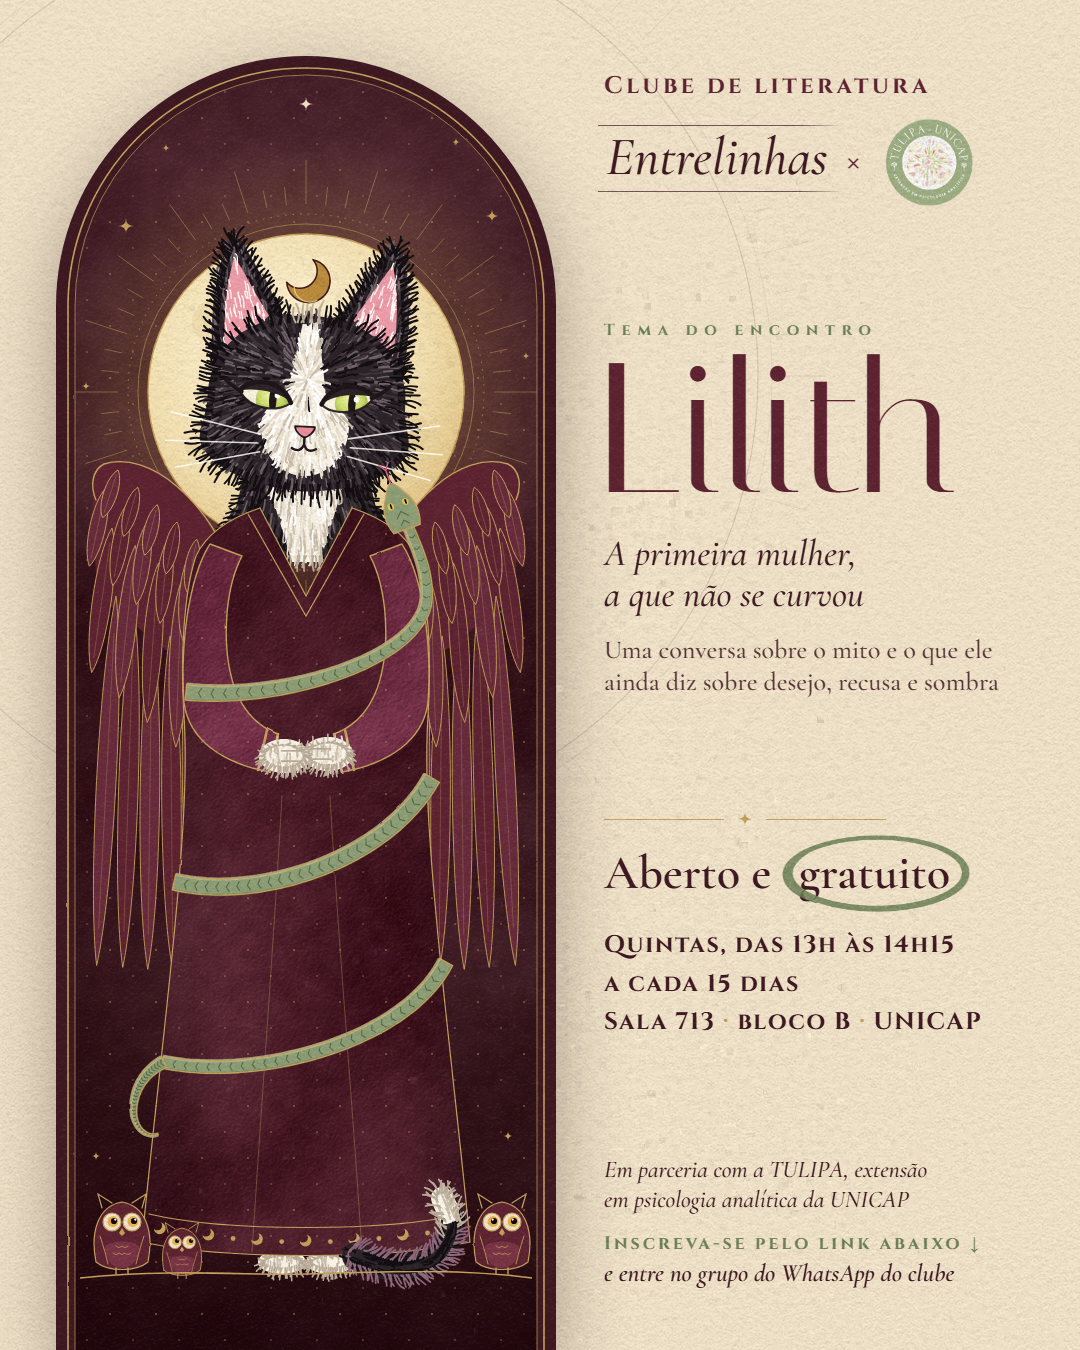 Clube de literatura
Entrelinhas ×
TULIPA - UNICAP
Tema do encontro
Lilith
A primeira mulher,
a que não se curvou
Uma conversa sobre o mito e o que ele
ainda diz sobre desejo, recusa e sombra
Aberto e gratuito
Quintas, das 13h às 14h15
a cada 15 dias
Sala 713 · bloco B · UNICAP
Em parceria com a TULIPA, extensão
em psicologia analítica da UNICAP
Inscreva-se pelo link abaixo ↓
e entre no grupo do WhatsApp do clube